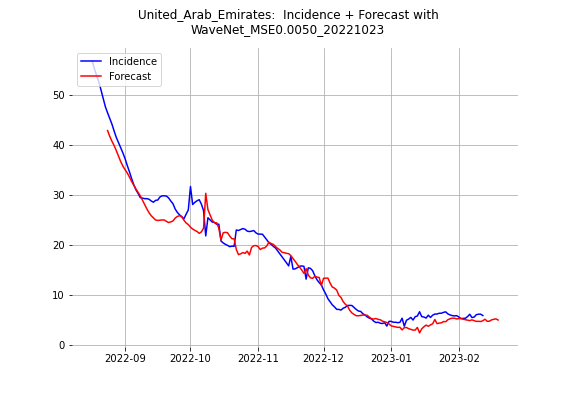 United_Arab_Emirates:  Incidence + Forecast with
WaveNet_MSE0.0050_20221023
Incidence
Forecast
50
40
30
20
10
0
2022-09 2022-10 2022-11 2022-12 2023-01 2023-02